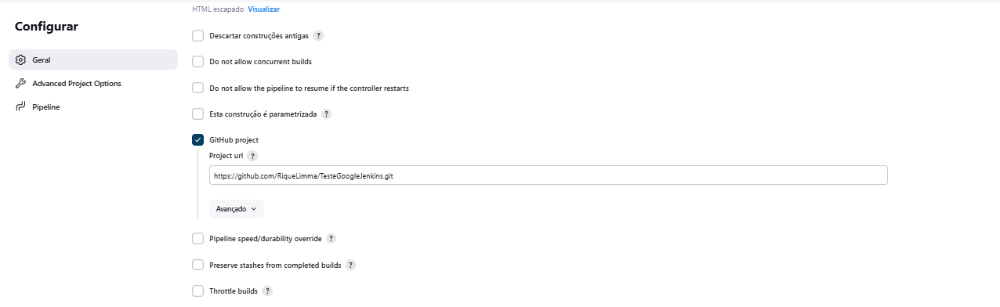 HTML escapado Visualizar
Configurar
Geral
Advanced Project Options
Pipeline
Descartar construções antigas ?
Do not allow concurrent builds
Do not allow the pipeline to resume if the controller restarts
Esta construção é parametrizada ?
GitHub project
Project url ?
https://github.com/RiqueLimma/TesteGoogleJenkins.git
Avançado
Pipeline speed/durability override ?
Preserve stashes from completed builds ?
Throttle builds ?